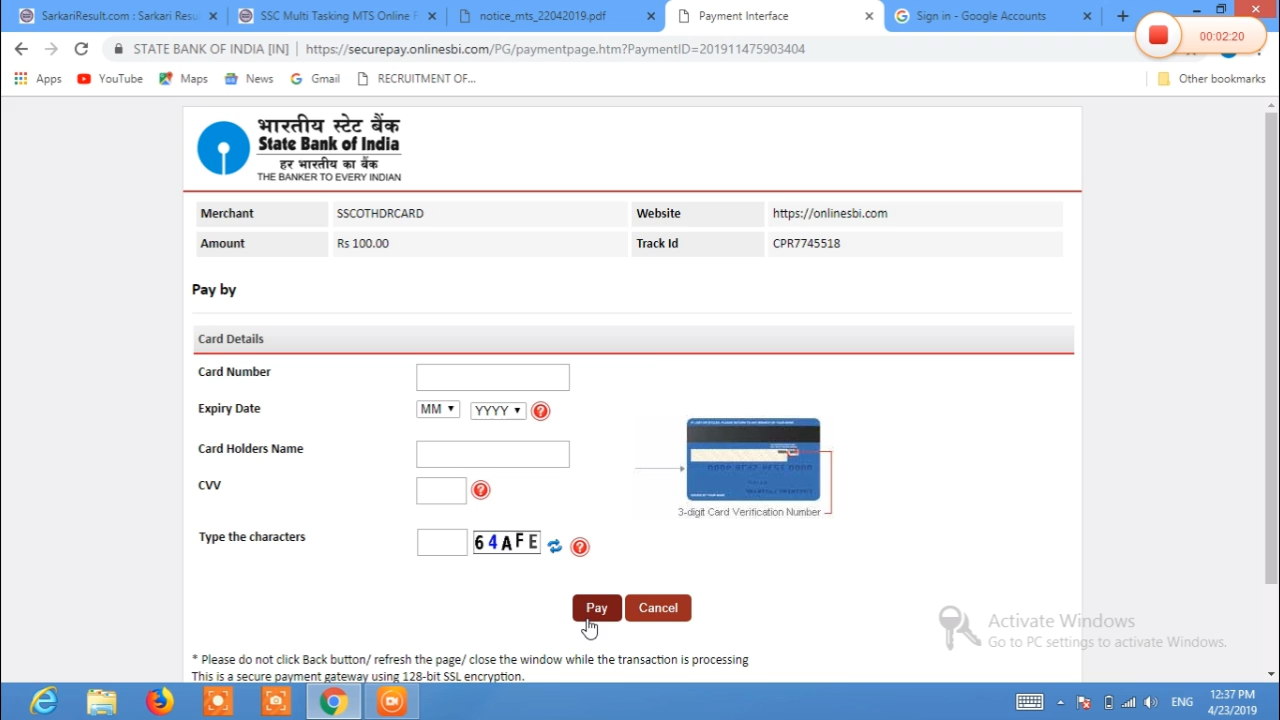 SarkariResult.com : Sarkari Resu
SSC Multi Tasking MTS Online F
notice_mts_22042019.pdf
Payment Interface
Sign in - Google Accounts
00:02:20
STATE BANK OF INDIA [IN] | https://securepay.onlinesbi.com/PG/paymentpage.htm?PaymentID=201911475903404
Apps YouTube Maps News Gmail RECRUITMENT OF... Other bookmarks
भारतीय स्टेट बैंक
State Bank of India
हर भारतीय का बैंक
THE BANKER TO EVERY INDIAN
Merchant SSCOTHDRCARD Website https://onlinesbi.com
Amount Rs 100.00 Track Id CPR7745518
Pay by
Card Details
Card Number
Expiry Date MM YYYY ?
Card Holders Name
CVV ?
3-digit Card Verification Number
Type the characters 64AFE ?
Pay Cancel
Activate Windows
Go to PC settings to activate Windows.
* Please do not click Back button/ refresh the page/ close the window while the transaction is processing
This is a secure payment gateway using 128-bit SSL encryption.
ENG
12:37 PM
4/23/2019